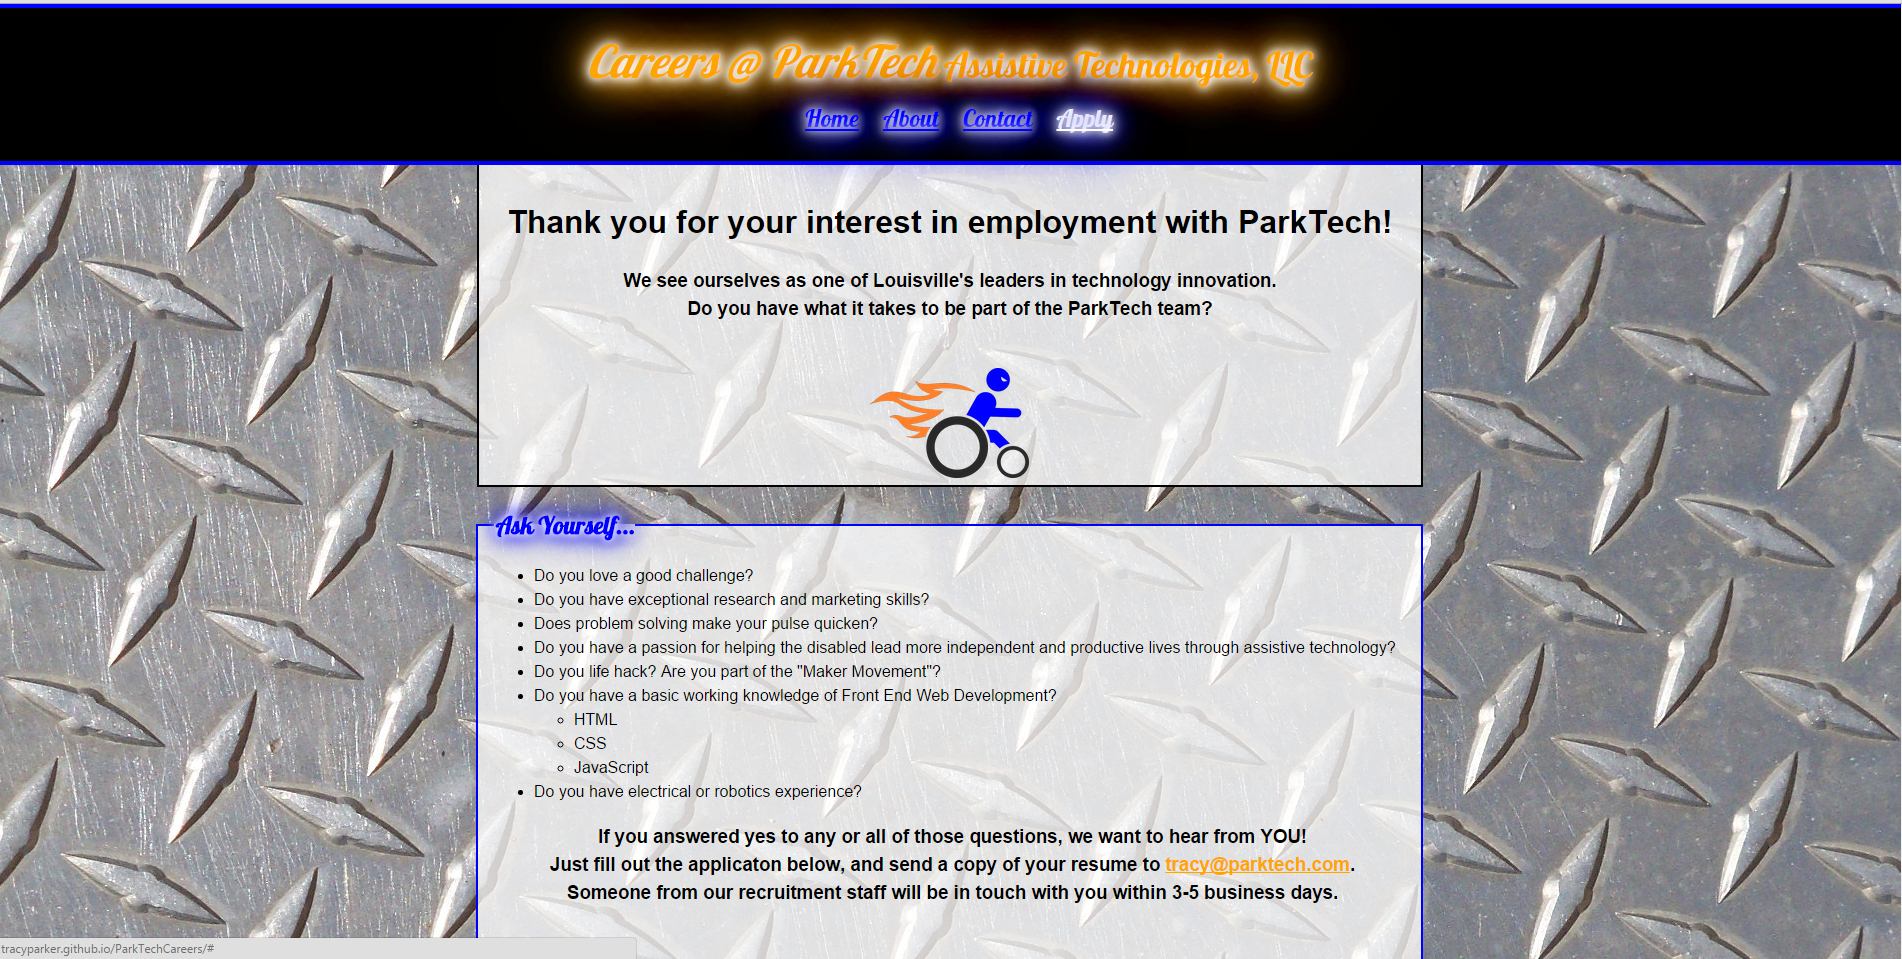 Careers @ ParkTech Assistive Technologies, LLC
Home About Contact Apply
Thank you for your interest in employment with ParkTech!
We see ourselves as one of Louisville's leaders in technology innovation.
Do you have what it takes to be part of the ParkTech team?
Ask Yourself...
Do you love a good challenge?
Do you have exceptional research and marketing skills?
Does problem solving make your pulse quicken?
Do you have a passion for helping the disabled lead more independent and productive lives through assistive technology?
Do you life hack? Are you part of the "Maker Movement"?
Do you have a basic working knowledge of Front End Web Development?
HTML
CSS
JavaScript
Do you have electrical or robotics experience?
If you answered yes to any or all of those questions, we want to hear from YOU!
Just fill out the applicaton below, and send a copy of your resume to tracy@parktech.com.
Someone from our recruitment staff will be in touch with you within 3-5 business days.
tracyparker.github.io/ParkTechCareers/#